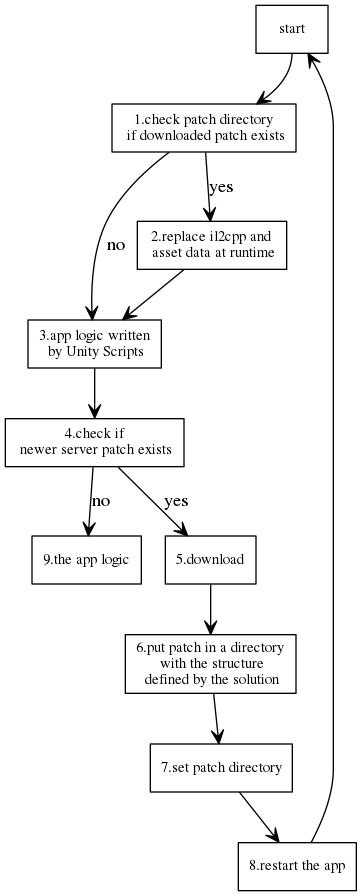 start
1.check patch directory
if downloaded patch exists
yes
no
2.replace il2cpp and
asset data at runtime
3.app logic written
by Unity Scripts
4.check if
newer server patch exists
no
yes
9.the app logic
5.download
6.put patch in a directory
with the structure
defined by the solution
7.set patch directory
8.restart the app